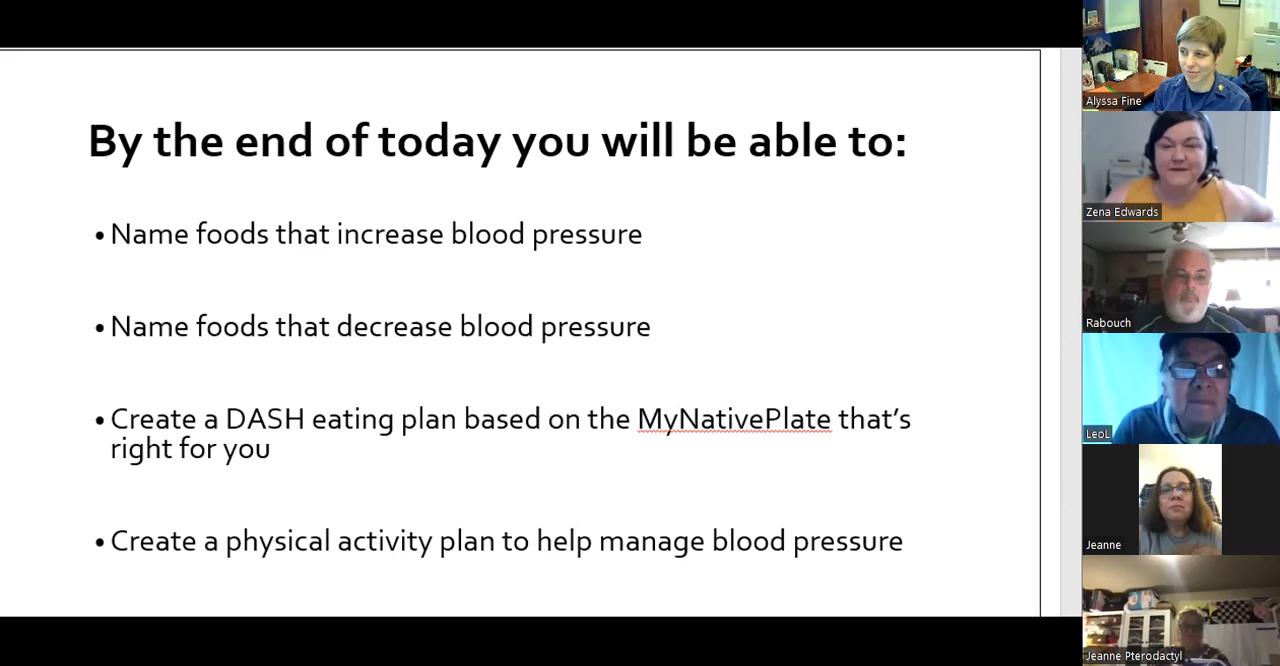 By the end of today you will be able to:
• Name foods that increase blood pressure
• Name foods that decrease blood pressure
• Create a DASH eating plan based on the MyNativePlate that’s
right for you
• Create a physical activity plan to help manage blood pressure
Alyssa Fine
Zena Edwards
Rabouch
LeoL
Jeanne
Jeanne Pterodactyl